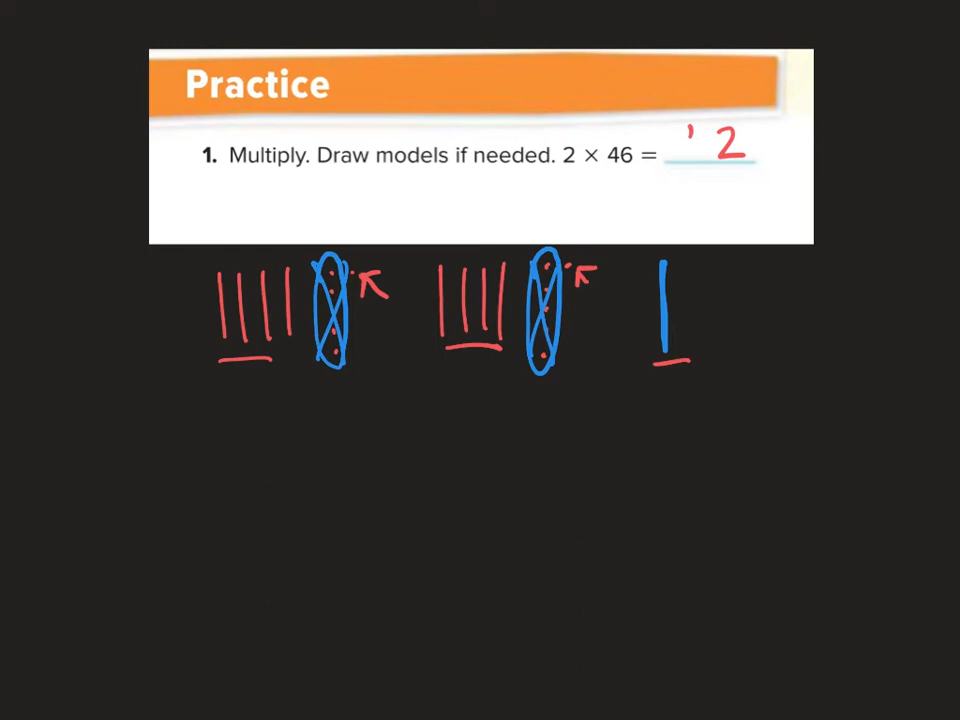 Practice
1. Multiply. Draw models if needed. 2 × 46 = ' 2